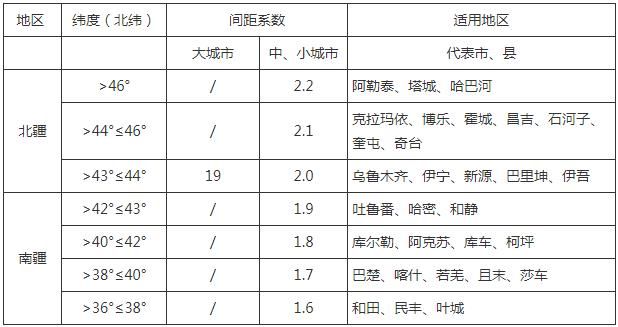 地区 纬度（北纬） 间距系数 适用地区
大城市 中、小城市 代表市、县
北疆 >46° / 2.2 阿勒泰、塔城、哈巴河
>44°≤46° / 2.1 克拉玛依、博乐、霍城、昌吉、石河子、
奎屯、奇台
>43°≤44° 19 2.0 乌鲁木齐、伊宁、新源、巴里坤、伊吾
南疆 >42°≤43° / 1.9 吐鲁番、哈密、和静
>40°≤42° / 1.8 库尔勒、阿克苏、库车、柯坪
>38°≤40° / 1.7 巴楚、喀什、若羌、且末、莎车
>36°≤38° / 1.6 和田、民丰、叶城